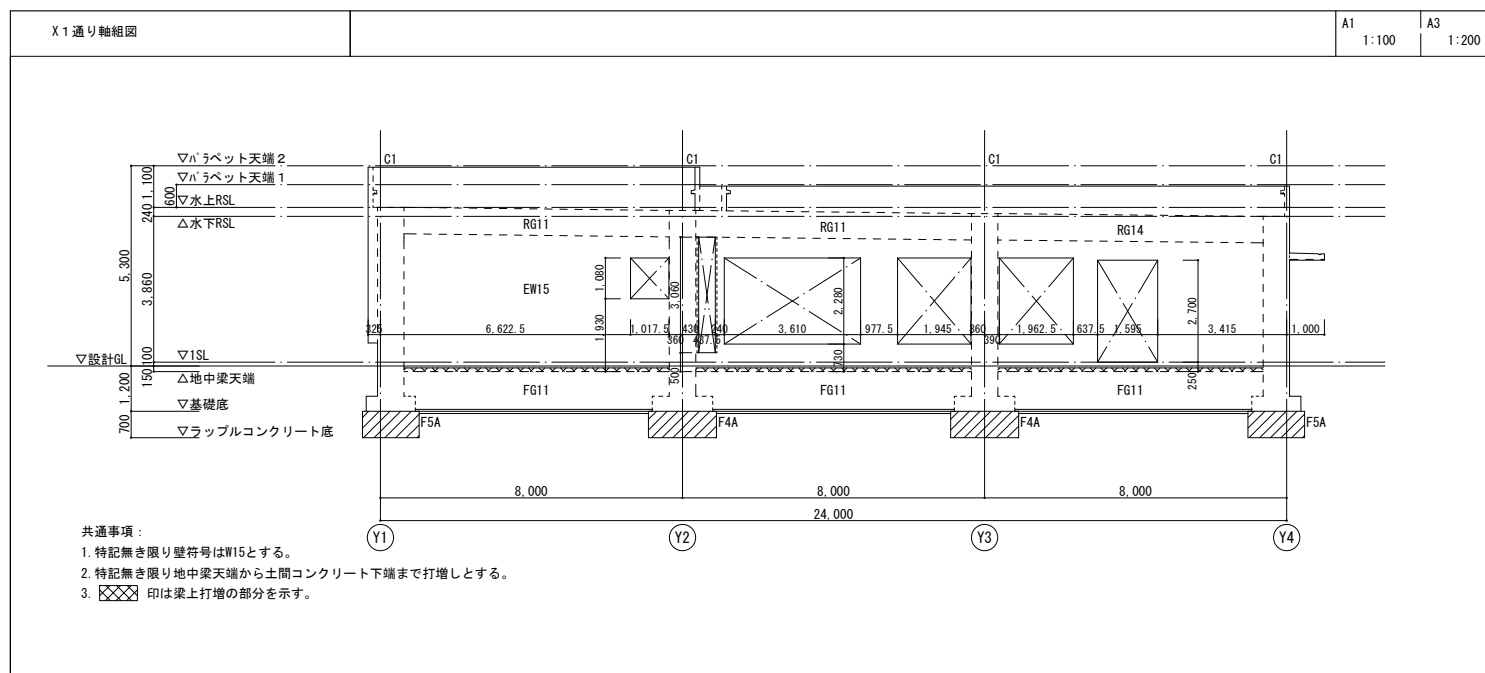 X1通り軸組図
A1
1:100
A3
1:200
▽パラペット天端2
▽パラペット天端1
▽水上RSL
△水下RSL
▽設計GL
▽1SL
△地中梁天端
▽基礎底
▽ラップルコンクリート底
5,300
1,200
700
1,100
240
3,860
100
150
600
C1
C1
C1
C1
RG11
RG11
RG14
EW15
1,080
1,930
3,060
2,280
730
2,700
250
500
325
6,622.5
1,017.5
430
240
3,610
977.5
1,945
360
1,962.5
637.5
1,595
3,415
1,000
360
437.5
390
FG11
FG11
FG11
F5A
F4A
F4A
F5A
8,000
8,000
8,000
24,000
Y1
Y2
Y3
Y4
共通事項：
1. 特記無き限り壁符号はW15とする。
2. 特記無き限り地中梁天端から土間コンクリート下端まで打増しとする。
3. 印は梁上打増の部分を示す。